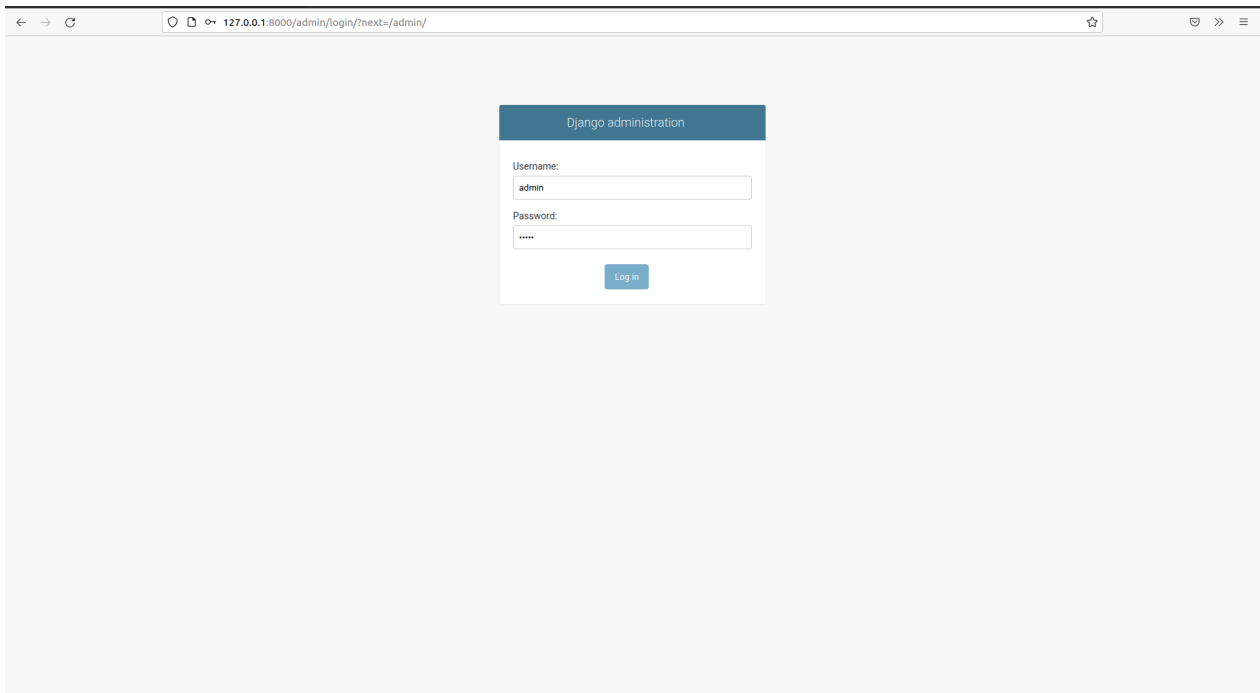 127.0.0.1:8000/admin/login/?next=/admin/
Django administration
Username:
admin
Password:
•••••
Log in